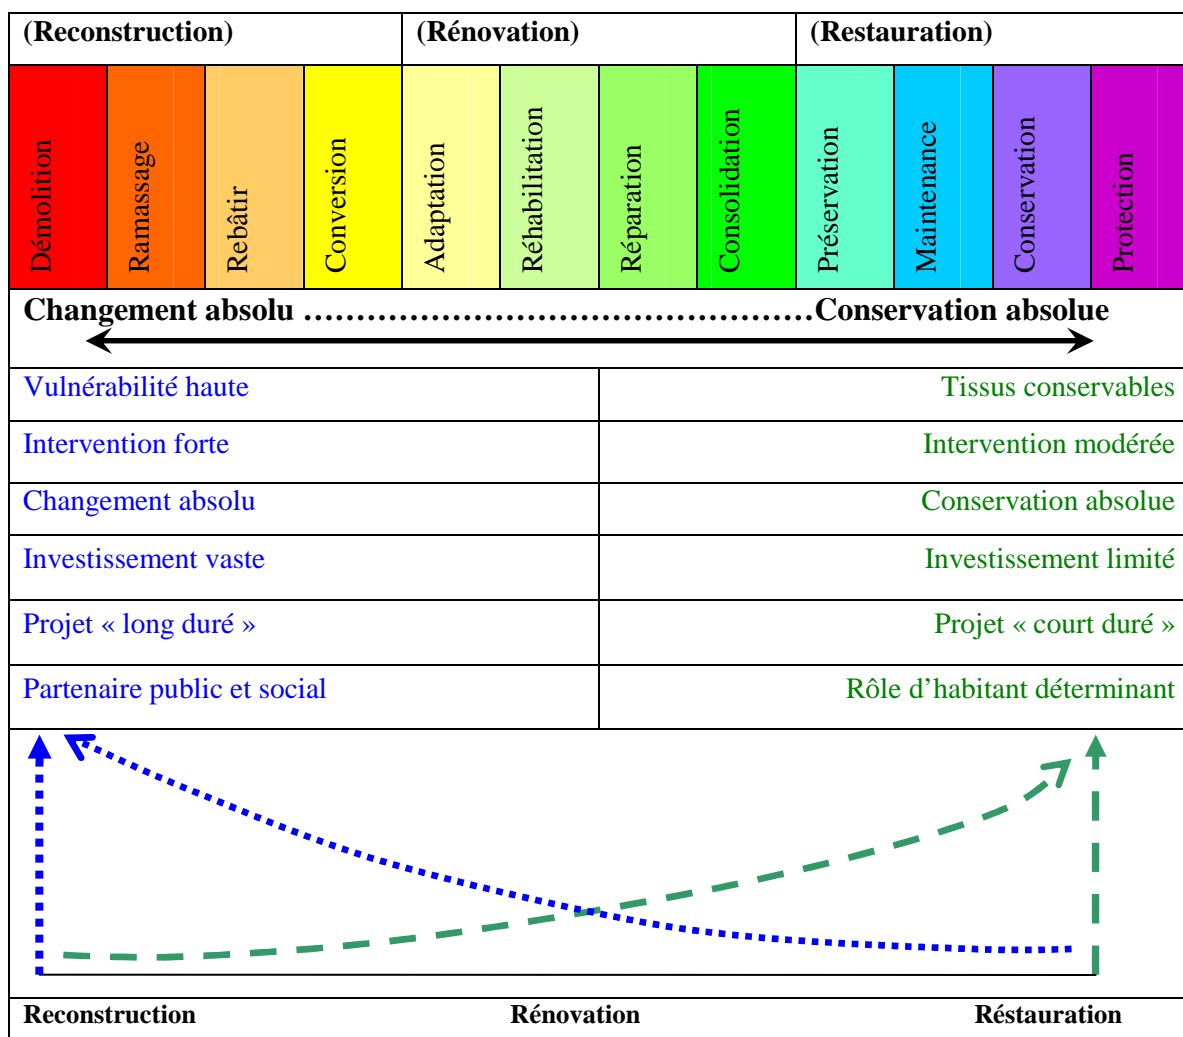 (Reconstruction) (Rénovation) (Restauration)
Démolition
Ramassage
Rebâtir
Conversion
Adaptation
Réhabilitation
Réparation
Consolidation
Préservation
Maintenance
Conservation
Protection
Changement absolu ……………………………………………Conservation absolue
Vulnérabilité haute Tissus conservables
Intervention forte Intervention modérée
Changement absolu Conservation absolue
Investissement vaste Investissement limité
Projet « long duré » Projet « court duré »
Partenaire public et social Rôle d’habitant déterminant
Reconstruction Rénovation Réstauration